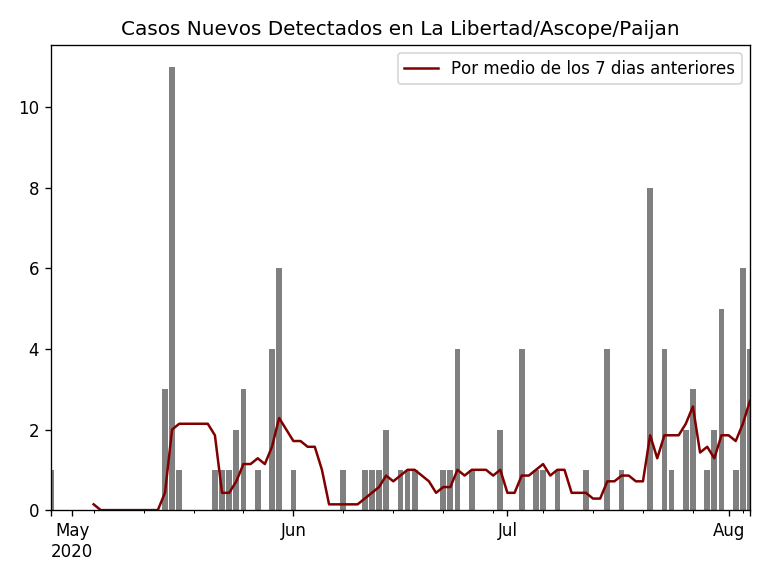 Casos Nuevos Detectados en La Libertad/Ascope/Paijan
Por medio de los 7 dias anteriores
10
8
6
4
2
0
May Jun Jul Aug
2020